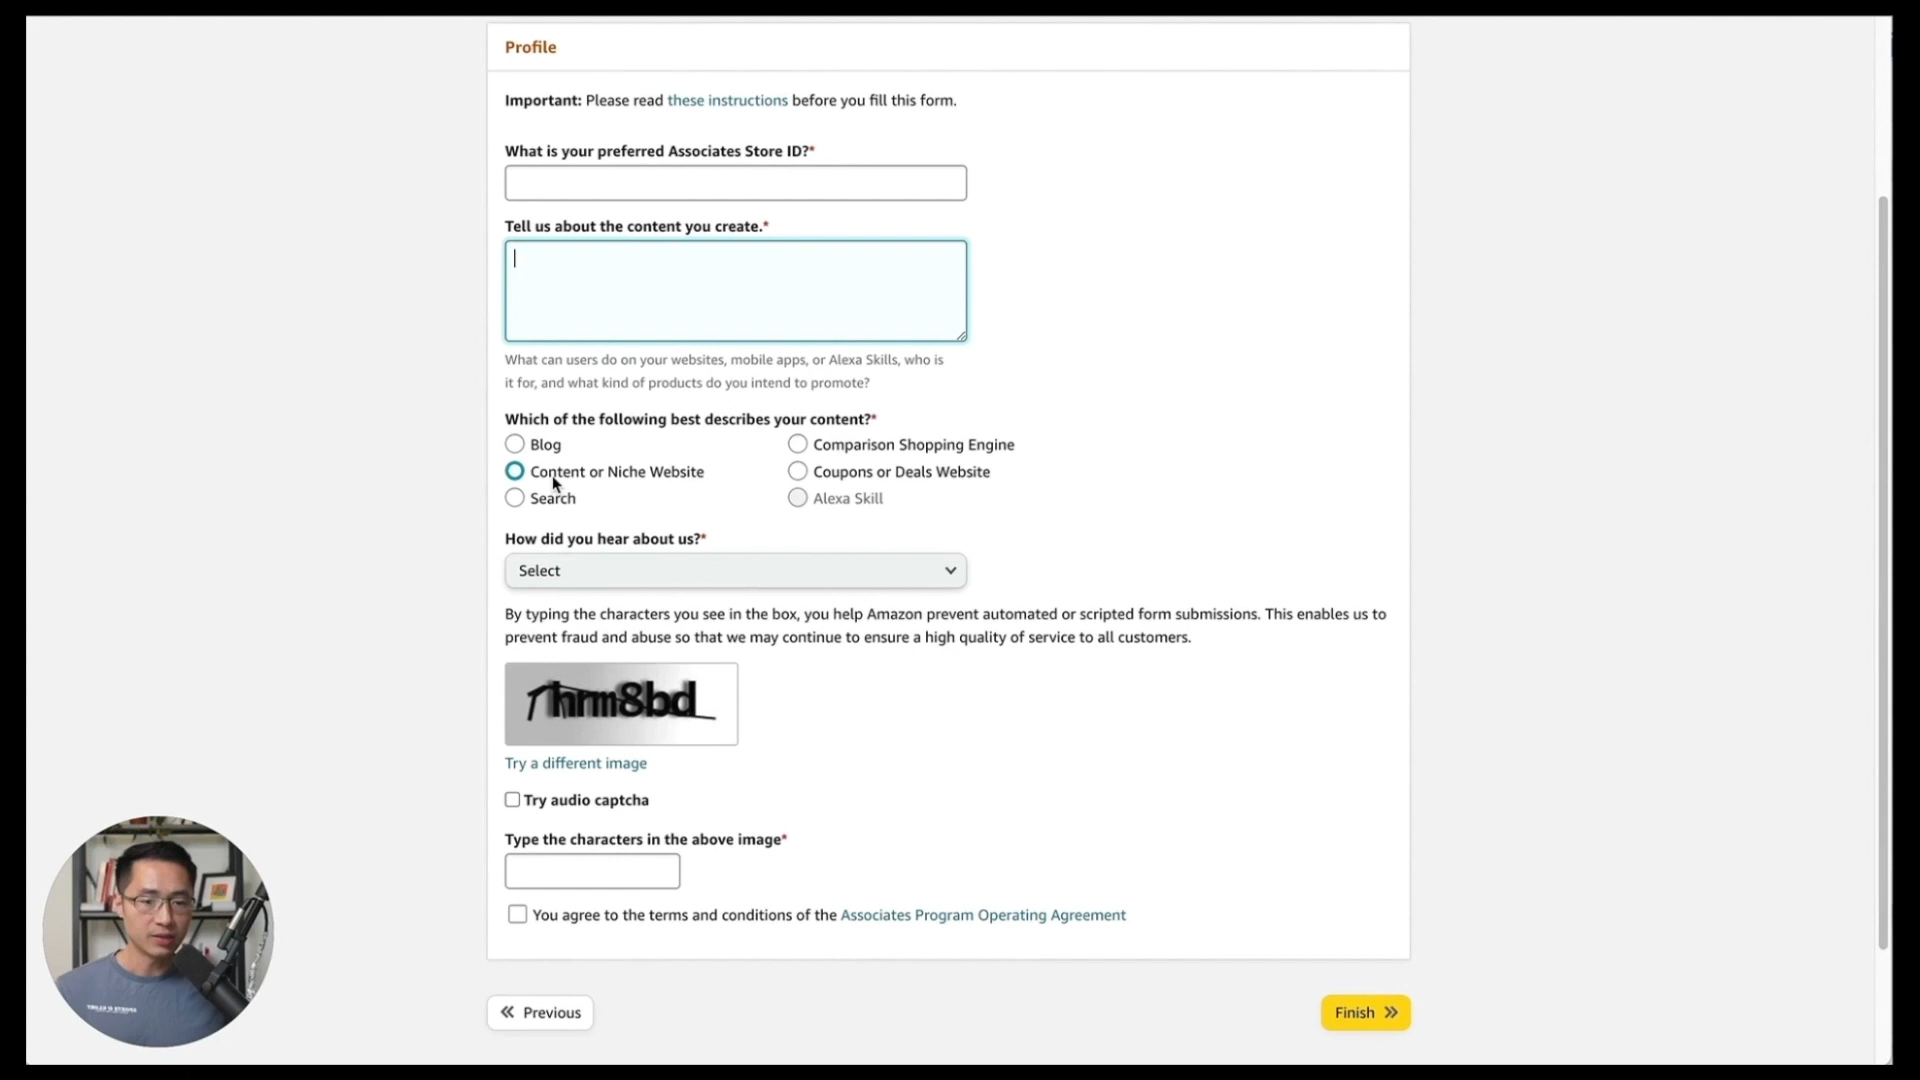 Profile
Important: Please read these instructions before you fill this form.
What is your preferred Associates Store ID?*
Tell us about the content you create.*
What can users do on your websites, mobile apps, or Alexa Skills, who is
it for, and what kind of products do you intend to promote?
Which of the following best describes your content?*
Blog
Comparison Shopping Engine
Content or Niche Website
Coupons or Deals Website
Search
Alexa Skill
How did you hear about us?*
Select
By typing the characters you see in the box, you help Amazon prevent automated or scripted form submissions. This enables us to
prevent fraud and abuse so that we may continue to ensure a high quality of service to all customers.
Try a different image
Try audio captcha
Type the characters in the above image*
You agree to the terms and conditions of the Associates Program Operating Agreement
« Previous
Finish »